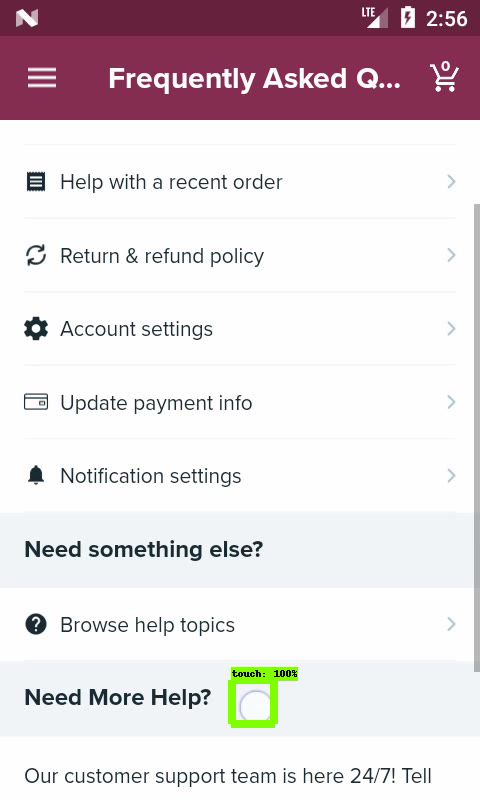 LTE 2:56
Frequently Asked Q... 0
Help with a recent order
Return & refund policy
Account settings
Update payment info
Notification settings
Need something else?
Browse help topics
touch: 100%
Need More Help?
Our customer support team is here 24/7! Tell